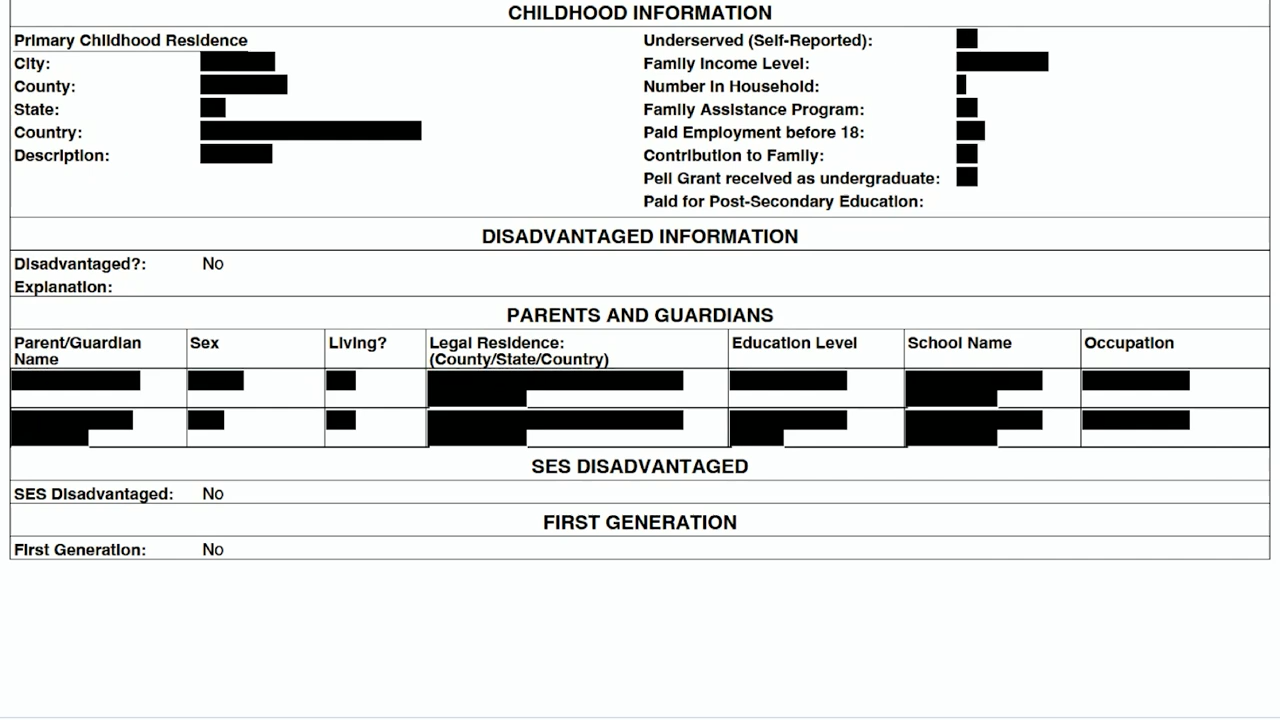 CHILDHOOD INFORMATION
Primary Childhood Residence
City:
County:
State:
Country:
Description:
Underserved (Self-Reported):
Family Income Level:
Number in Household:
Family Assistance Program:
Paid Employment before 18:
Contribution to Family:
Pell Grant received as undergraduate:
Paid for Post-Secondary Education:
DISADVANTAGED INFORMATION
Disadvantaged?: No
Explanation:
PARENTS AND GUARDIANS
Parent/Guardian Name
Sex
Living?
Legal Residence:
(County/State/Country)
Education Level
School Name
Occupation
SES DISADVANTAGED
SES Disadvantaged: No
FIRST GENERATION
First Generation: No